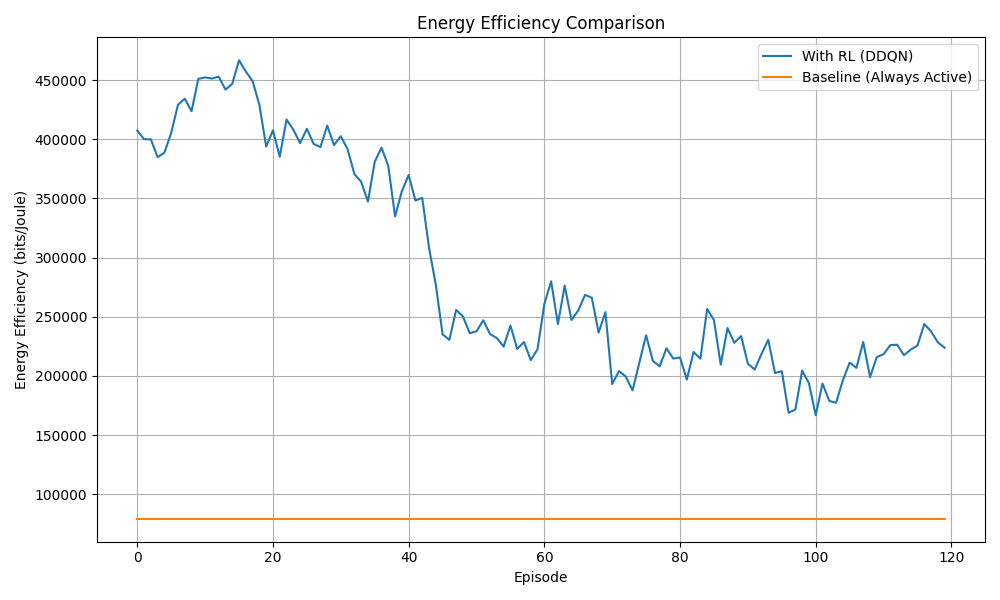 Energy Efficiency Comparison
With RL (DDQN)
Baseline (Always Active)
Energy Efficiency (bits/Joule)
450000
400000
350000
300000
250000
200000
150000
100000
0 20 40 60 80 100 120
Episode